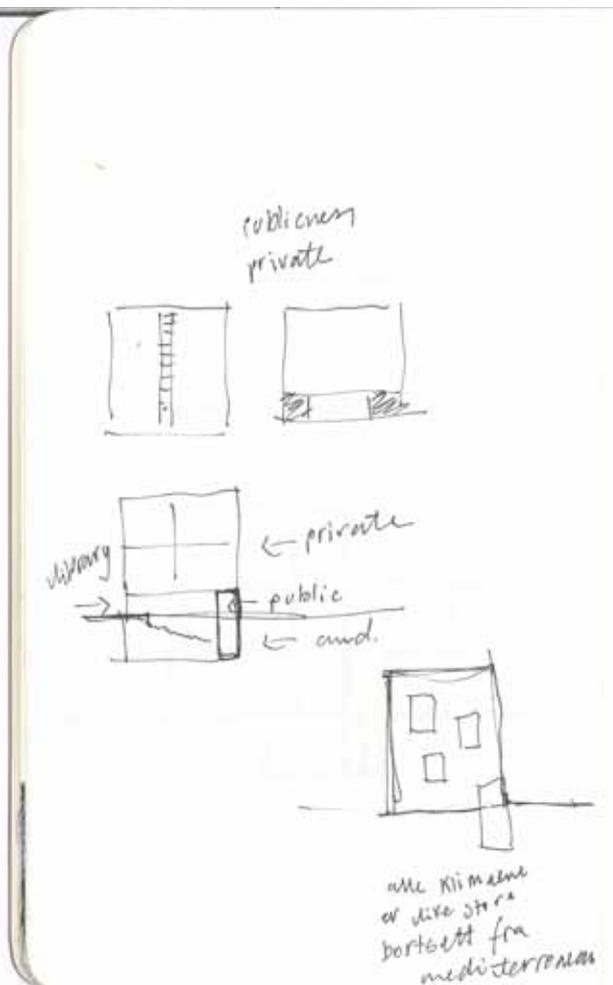 publicness
private
← private
library
→
← public
← aud.
alle klimaene
er like store
bortsett fra
mediterranean